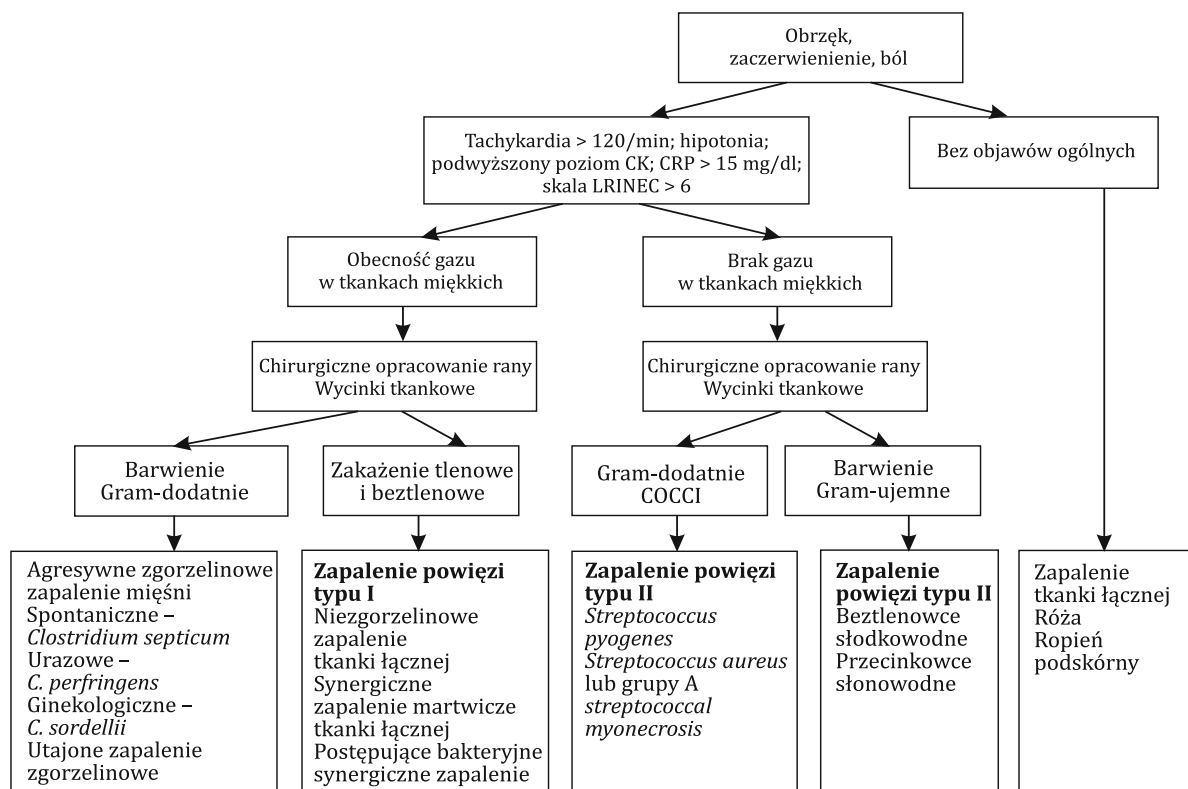 Obrzęk,
zaczerwienienie, ból
Tachykardia > 120/min; hipotonia;
podwyższony poziom CK; CRP > 15 mg/dl;
skala LRINEC > 6
Bez objawów ogólnych
Obecność gazu
w tkankach miękkich
Brak gazu
w tkankach miękkich
Chirurgiczne opracowanie rany
Wycinki tkankowe
Chirurgiczne opracowanie rany
Wycinki tkankowe
Barwienie
Gram-dodatnie
Zakażenie tlenowe
i beztlenowe
Gram-dodatnie
COCCI
Barwienie
Gram-ujemne
Agresywne zgorzelinowe
zapalenie mięśni
Spontaniczne –
Clostridium septicum
Urazowe –
C. perfringens
Ginekologiczne –
C. sordellii
Utajone zapalenie
zgorzelinowe
Zapalenie powięzi
typu I
Niezgorzelinowe
zapalenie
tkanki łącznej
Synergiczne
zapalenie martwicze
tkanki łącznej
Postępujące bakteryjne
synergiczne zapalenie
Zapalenie powięzi
typu II
Streptococcus
pyogenes
Streptococcus aureus
lub grupy A
streptococcal
myonecrosis
Zapalenie
powięzi typu II
Beztlenowce
słodkowodne
Przecinkowce
słonowodne
Zapalenie
tkanki łącznej
Róża
Ropień
podskórny